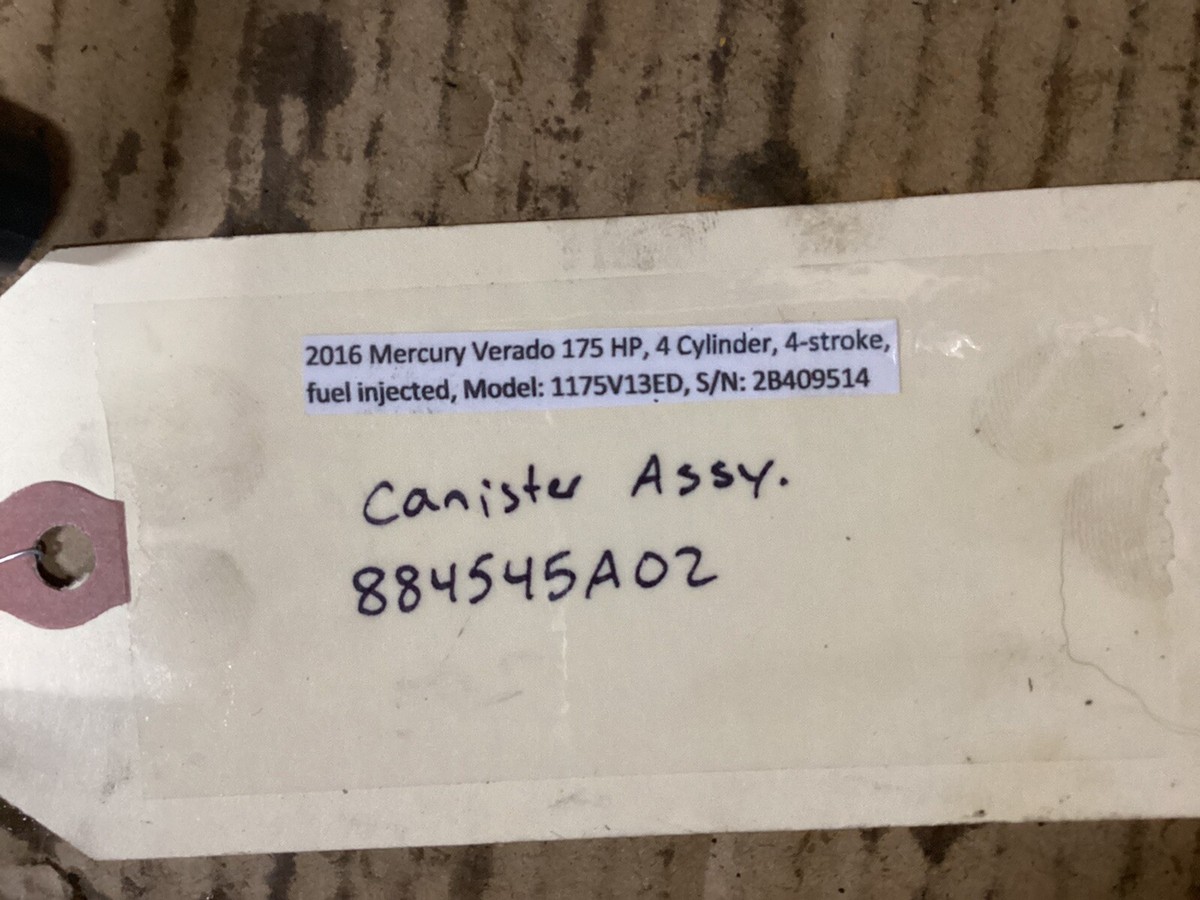 2016 Mercury Verado 175 HP, 4 Cylinder, 4-stroke,
fuel injected, Model: 1175V13ED, S/N: 2B409514
Canister Assy.
884545A02